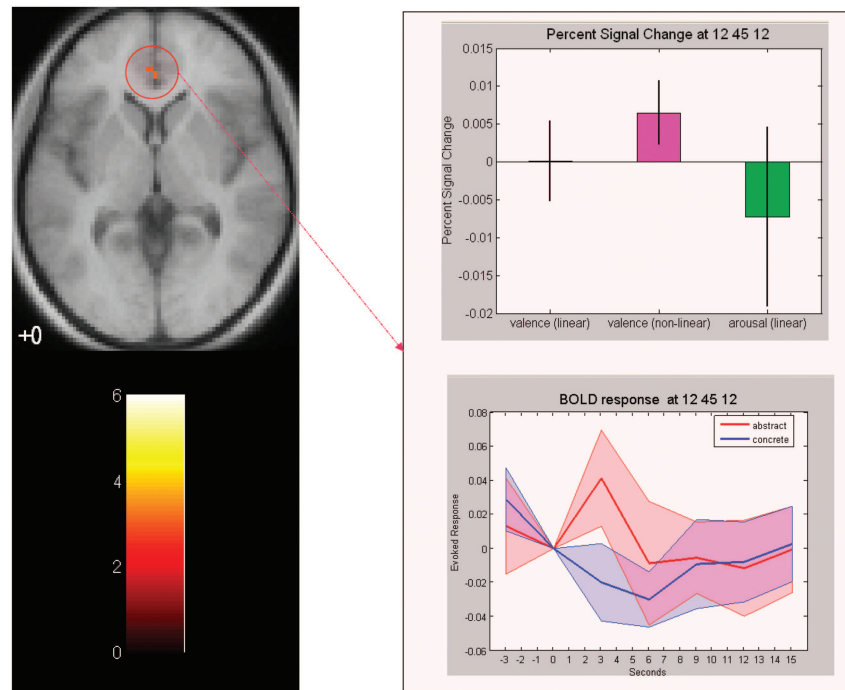 +0
6
4
2
0
Percent Signal Change at 12 45 12
Percent Signal Change
0.015
0.01
0.005
0
-0.005
-0.01
-0.015
-0.02
valence (linear) valence (non-linear) arousal (linear)
BOLD response at 12 45 12
Evoked Response
0.08
0.06
0.04
0.02
0
-0.02
-0.04
-0.06
abstract
concrete
-3 -2 -1 0 1 2 3 4 5 6 7 8 9 10 11 12 13 14 15
Seconds